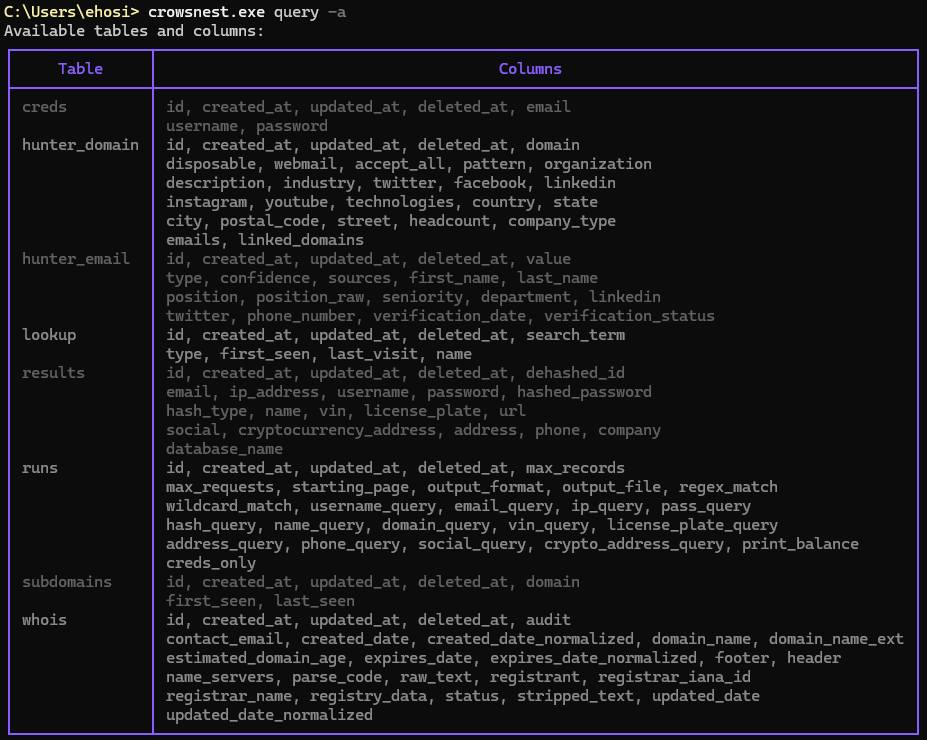 C:\Users\ehosi> crowsnest.exe query -a
Available tables and columns:
Table Columns
creds id, created_at, updated_at, deleted_at, email
username, password
hunter_domain id, created_at, updated_at, deleted_at, domain
disposable, webmail, accept_all, pattern, organization
description, industry, twitter, facebook, linkedin
instagram, youtube, technologies, country, state
city, postal_code, street, headcount, company_type
emails, linked_domains
hunter_email id, created_at, updated_at, deleted_at, value
type, confidence, sources, first_name, last_name
position, position_raw, seniority, department, linkedin
twitter, phone_number, verification_date, verification_status
lookup id, created_at, updated_at, deleted_at, search_term
type, first_seen, last_visit, name
results id, created_at, updated_at, deleted_at, dehashed_id
email, ip_address, username, password, hashed_password
hash_type, name, vin, license_plate, url
social, cryptocurrency_address, address, phone, company
database_name
runs id, created_at, updated_at, deleted_at, max_records
max_requests, starting_page, output_format, output_file, regex_match
wildcard_match, username_query, email_query, ip_query, pass_query
hash_query, name_query, domain_query, vin_query, license_plate_query
address_query, phone_query, social_query, crypto_address_query, print_balance
creds_only
subdomains id, created_at, updated_at, deleted_at, domain
first_seen, last_seen
whois id, created_at, updated_at, deleted_at, audit
contact_email, created_date, created_date_normalized, domain_name, domain_name_ext
estimated_domain_age, expires_date, expires_date_normalized, footer, header
name_servers, parse_code, raw_text, registrant, registrar_iana_id
registrar_name, registry_data, status, stripped_text, updated_date
updated_date_normalized